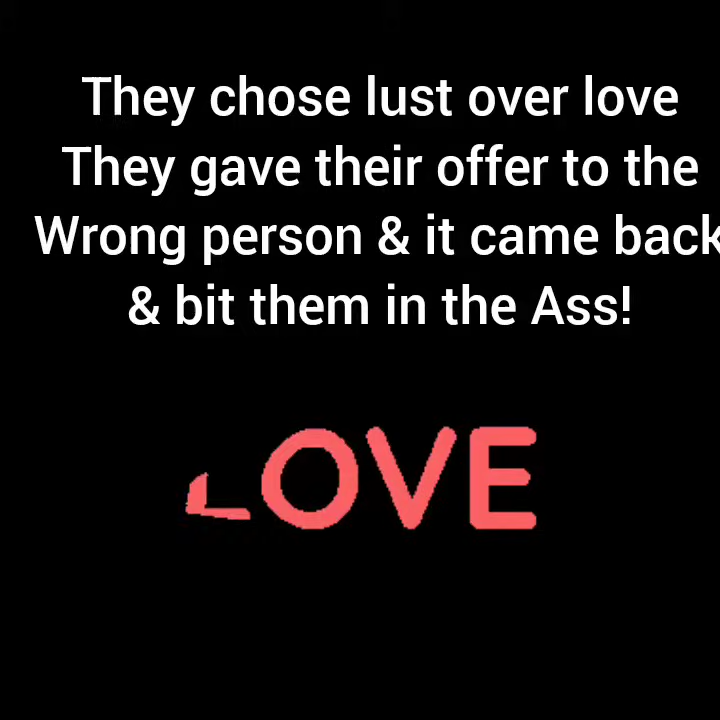 They chose lust over love
They gave their offer to the
Wrong person & it came back
& bit them in the Ass!
LOVE